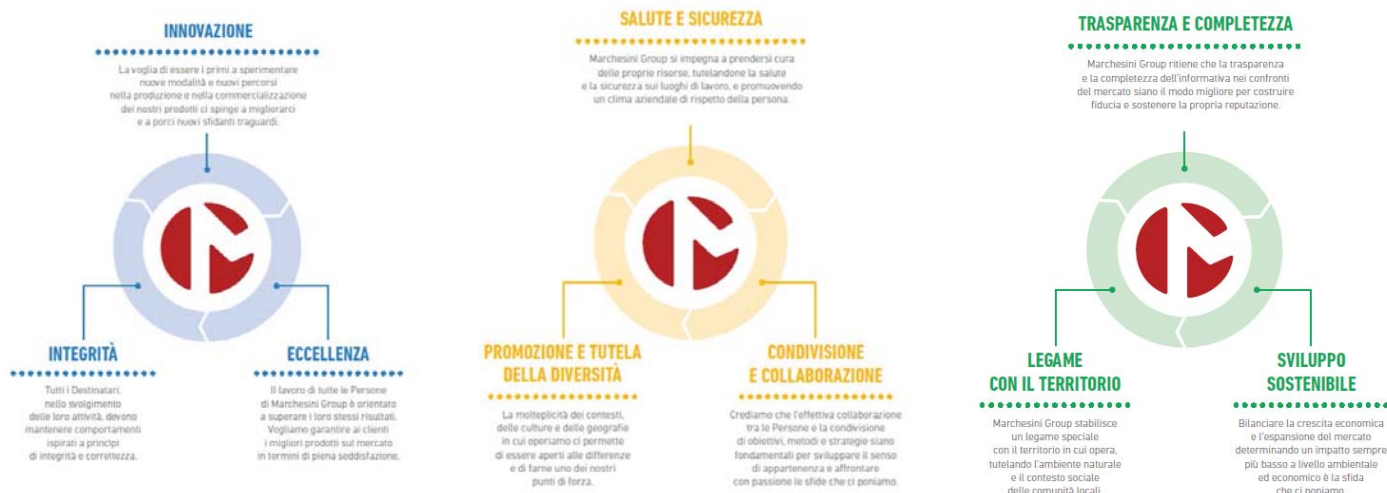 INNOVAZIONE
La voglia di essere i primi a sperimentare
nuove modalità e nuovi percorsi
nella produzione e nella commercializzazione
dei nostri prodotti ci spinge a migliorarci
e a porci nuovi sfidanti traguardi.
INTEGRITÀ
Tutti i Destinatari,
nello svolgimento
delle loro attività, devono
mantenere comportamenti
ispirati a principi
di integrità e correttezza.
ECCELLENZA
Il lavoro di tutte le Persone
di Marchesini Group è orientato
a superare i loro stessi risultati.
Vogliamo garantire ai clienti
i migliori prodotti sul mercato
in termini di piena soddisfazione.
SALUTE E SICUREZZA
Marchesini Group si impegna a prendersi cura
delle proprie risorse, tutelandone la salute
e la sicurezza sui luoghi di lavoro, e promuovendo
un clima aziendale di rispetto della persona.
PROMOZIONE E TUTELA
DELLA DIVERSITÀ
La molteplicità dei contesti,
delle culture e delle geografie
in cui operiamo ci permette
di essere aperti alle differenze
e di farne uno dei nostri
punti di forza.
CONDIVISIONE
E COLLABORAZIONE
Crediamo che l'effettiva collaborazione
tra le Persone e la condivisione
di obiettivi, metodi e strategie siano
fondamentali per sviluppare il senso
di appartenenza e affrontare
con passione le sfide che ci poniamo.
TRASPARENZA E COMPLETEZZA
Marchesini Group ritiene che la trasparenza
e la completezza dell'informativa nei confronti
del mercato siano il modo migliore per costruire
fiducia e sostenere la propria reputazione.
LEGAME
CON IL TERRITORIO
Marchesini Group stabilisce
un legame speciale
con il territorio in cui opera,
tutelando l'ambiente naturale
e il contesto sociale
delle comunità locali
SVILUPPO
SOSTENIBILE
Bilanciare la crescita economica
e l'espansione del mercato
determinando un impatto sempre
più basso a livello ambientale
ed economico è la sfida
che ci poniamo